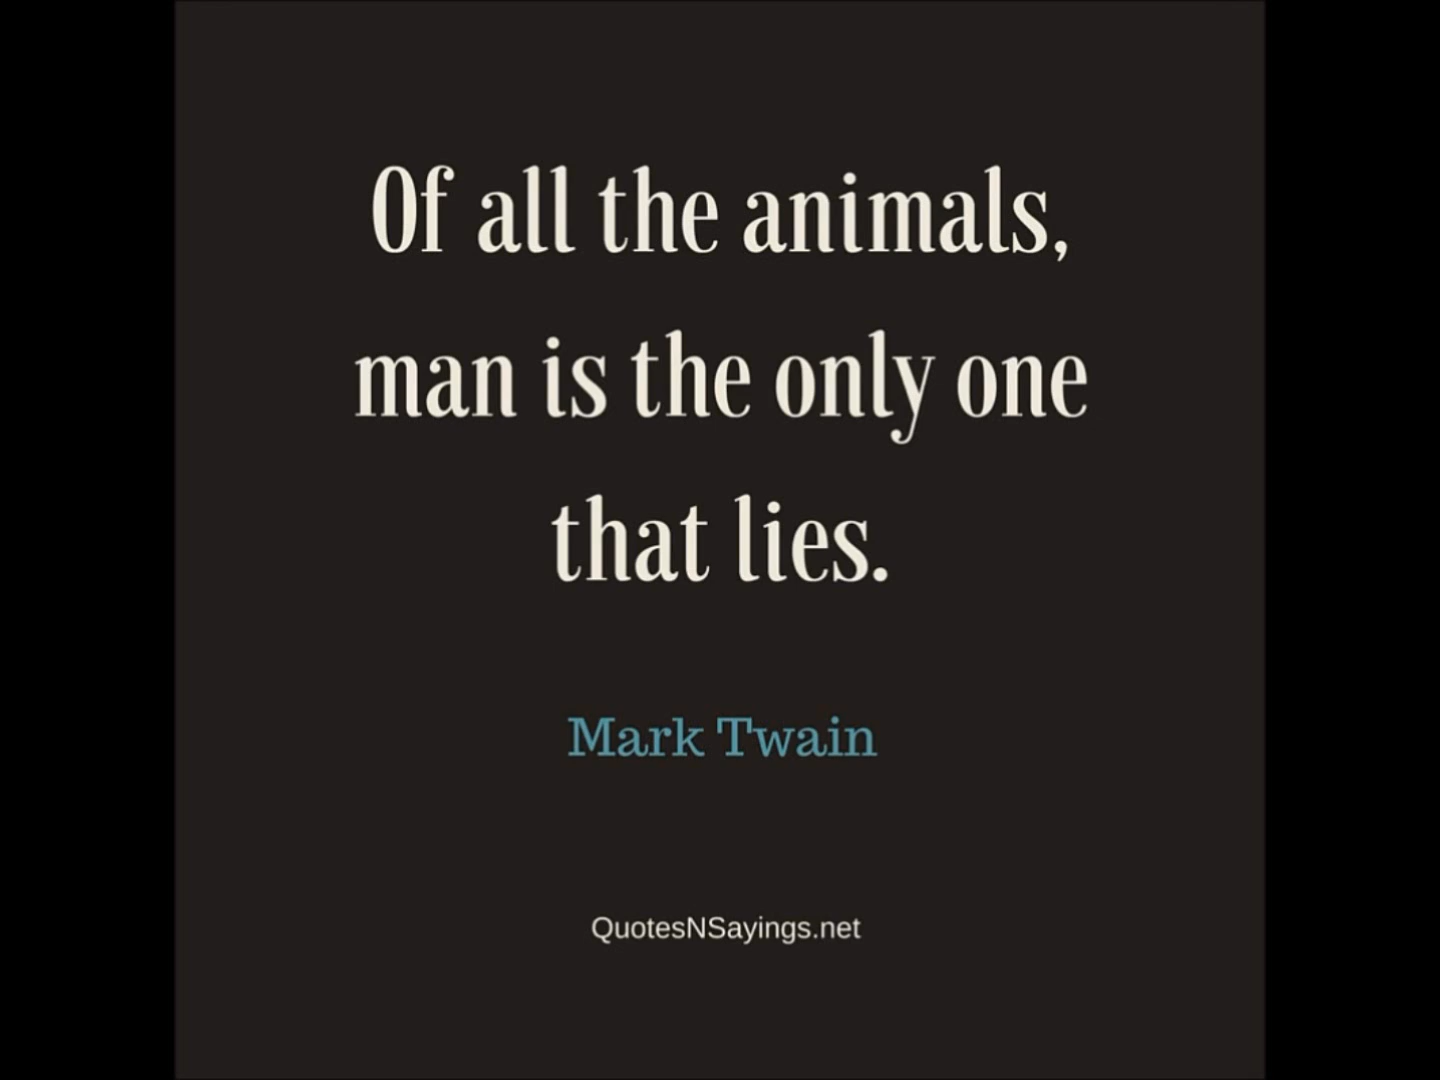 Of all the animals,
man is the only one
that lies.
Mark Twain
QuotesNSayings.net